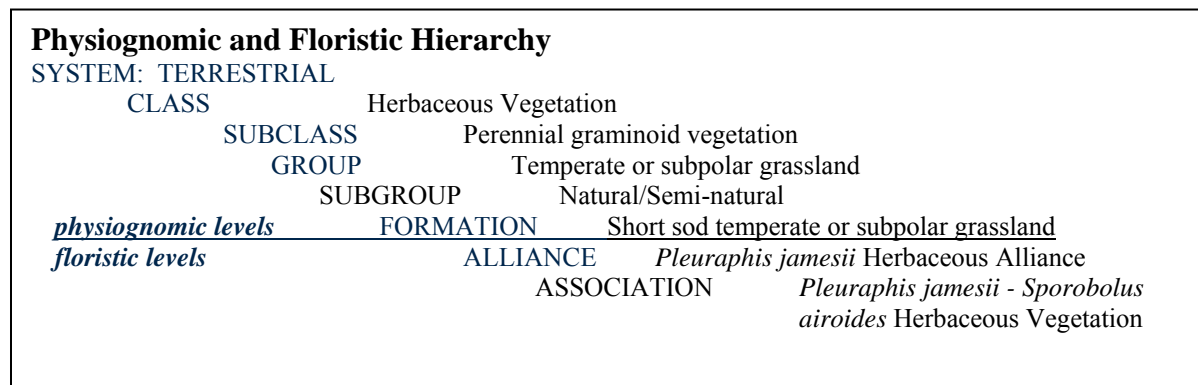 Physiognomic and Floristic Hierarchy
SYSTEM: TERRESTRIAL
CLASS Herbaceous Vegetation
SUBCLASS Perennial graminoid vegetation
GROUP Temperate or subpolar grassland
SUBGROUP Natural/Semi-natural
physiognomic levels FORMATION Short sod temperate or subpolar grassland
floristic levels ALLIANCE Pleuraphis jamesii Herbaceous Alliance
ASSOCIATION Pleuraphis jamesii - Sporobolus
airoides Herbaceous Vegetation